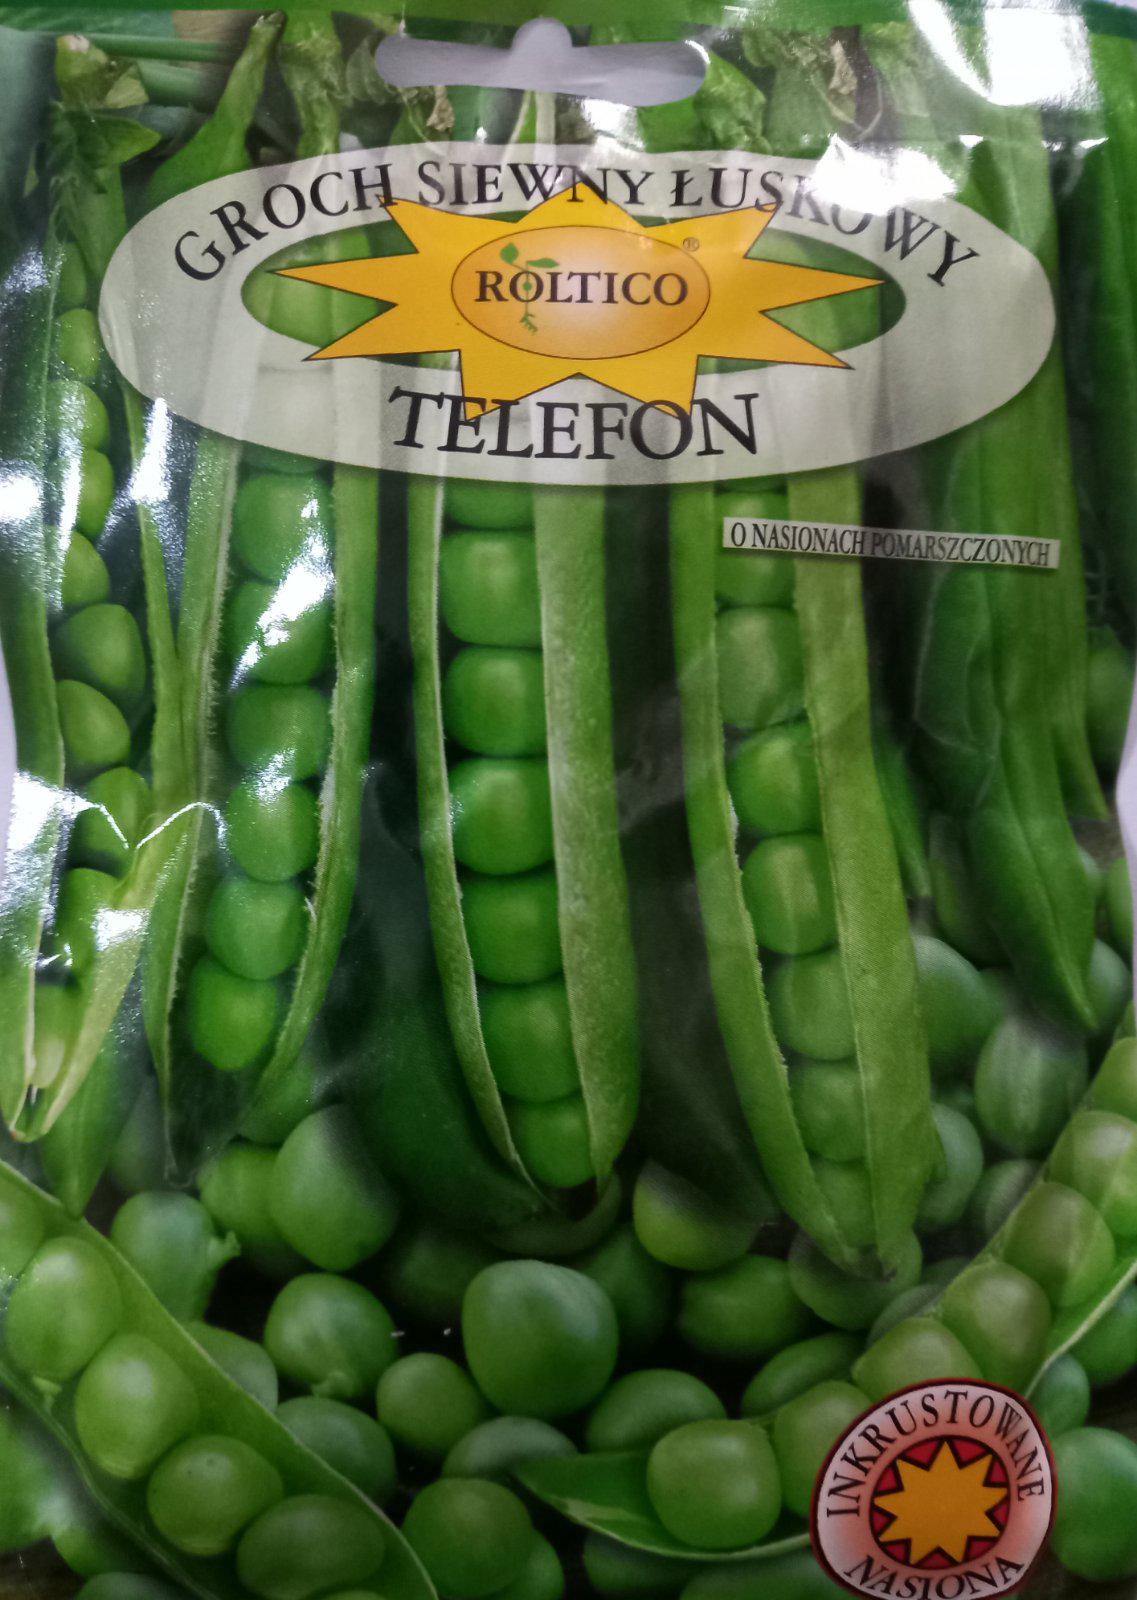 GROCH SIEWNY ŁUSKOWY
ROLTICO®
TELEFON
O NASIONACH POMARSZCZONYCH
INKRUSTOWANE
NASIONA